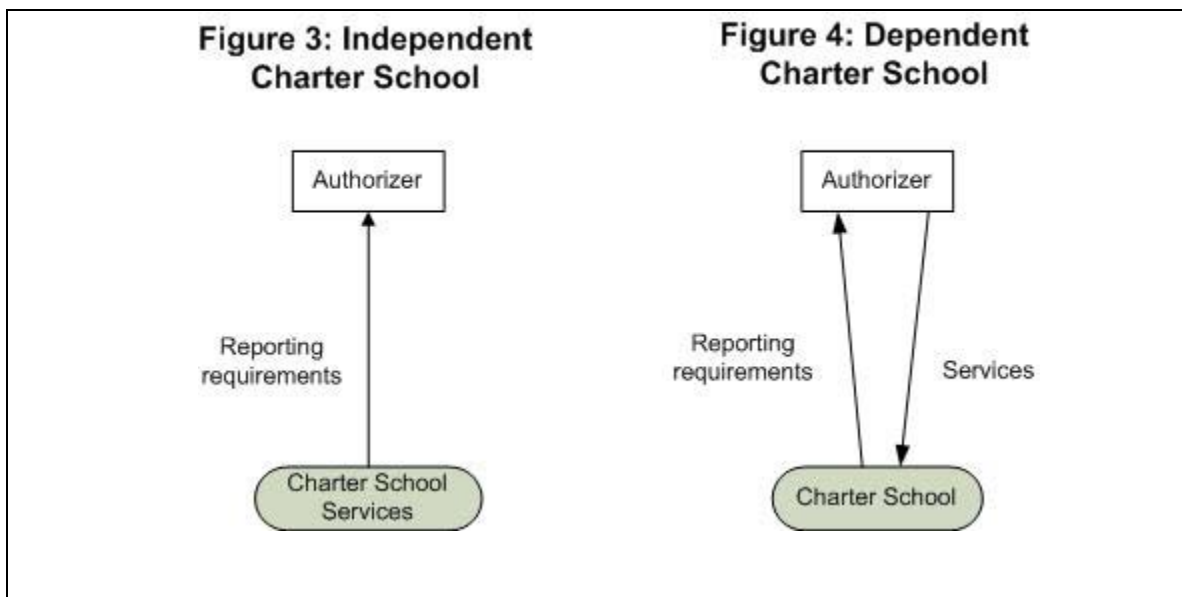 Figure 3: Independent
Charter School
Authorizer
Reporting
requirements
Charter School
Services
Figure 4: Dependent
Charter School
Authorizer
Reporting
requirements
Services
Charter School